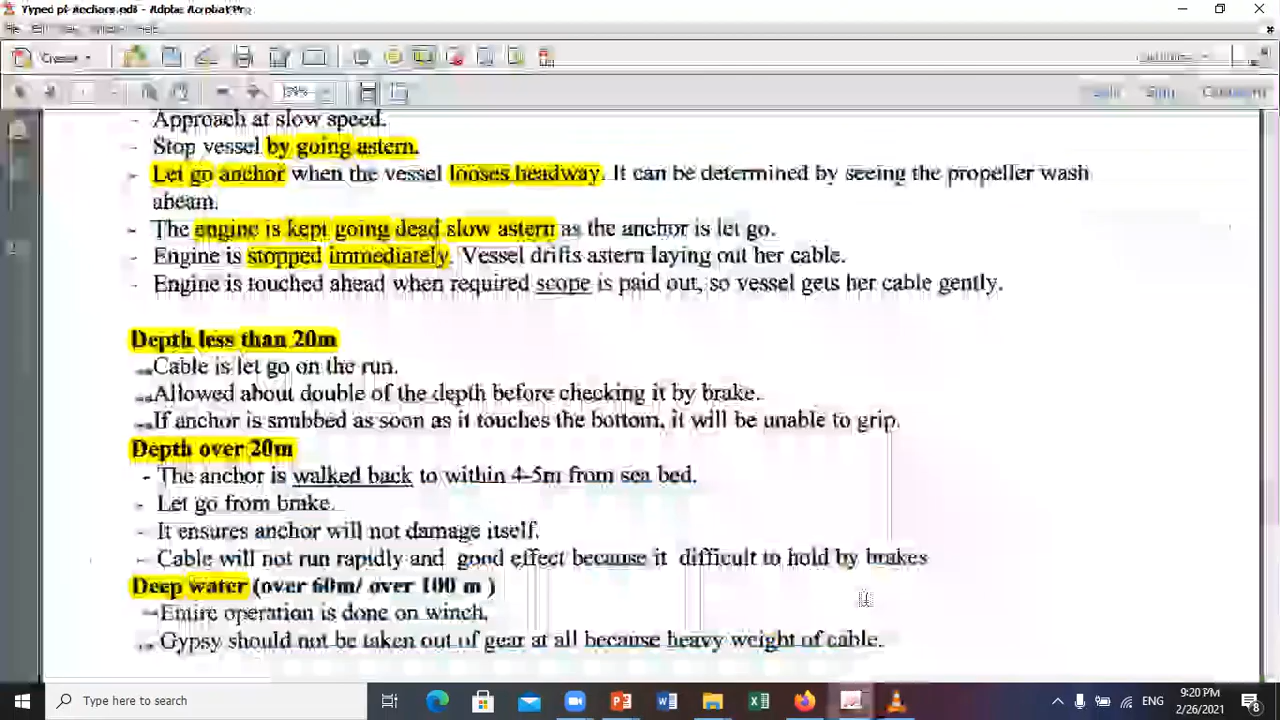 Typed
Create
- Approach at slow speed.
- Stop vessel by going astern.
- Let go anchor when the vessel looses headway. It can be determined by seeing the propeller wash
abeam.
- The engine is kept going dead slow astern as the anchor is let go.
- Engine is stopped immediately. Vessel drifts astern laying out her cable.
- Engine is touched ahead when required scope is paid out, so vessel gets her cable gently.
Depth less than 20m
Cable is let go on the run.
Allowed about double of the depth before checking it by brake.
If anchor is snubbed as soon as it touches the bottom, it will be unable to grip.
Depth over 20m
- The anchor is walked back to within 4-5m from sea bed.
- Let go from brake.
- It ensures anchor will not damage itself.
- Cable will not run rapidly and good effect because it difficult to hold by brakes
Deep water (over 60m/ over 100 m )
Entire operation is done on winch.
Gypsy should not be taken out of gear at all because heavy weight of cable.
Type here to search
ENG
9:20 PM
2/26/2021
8